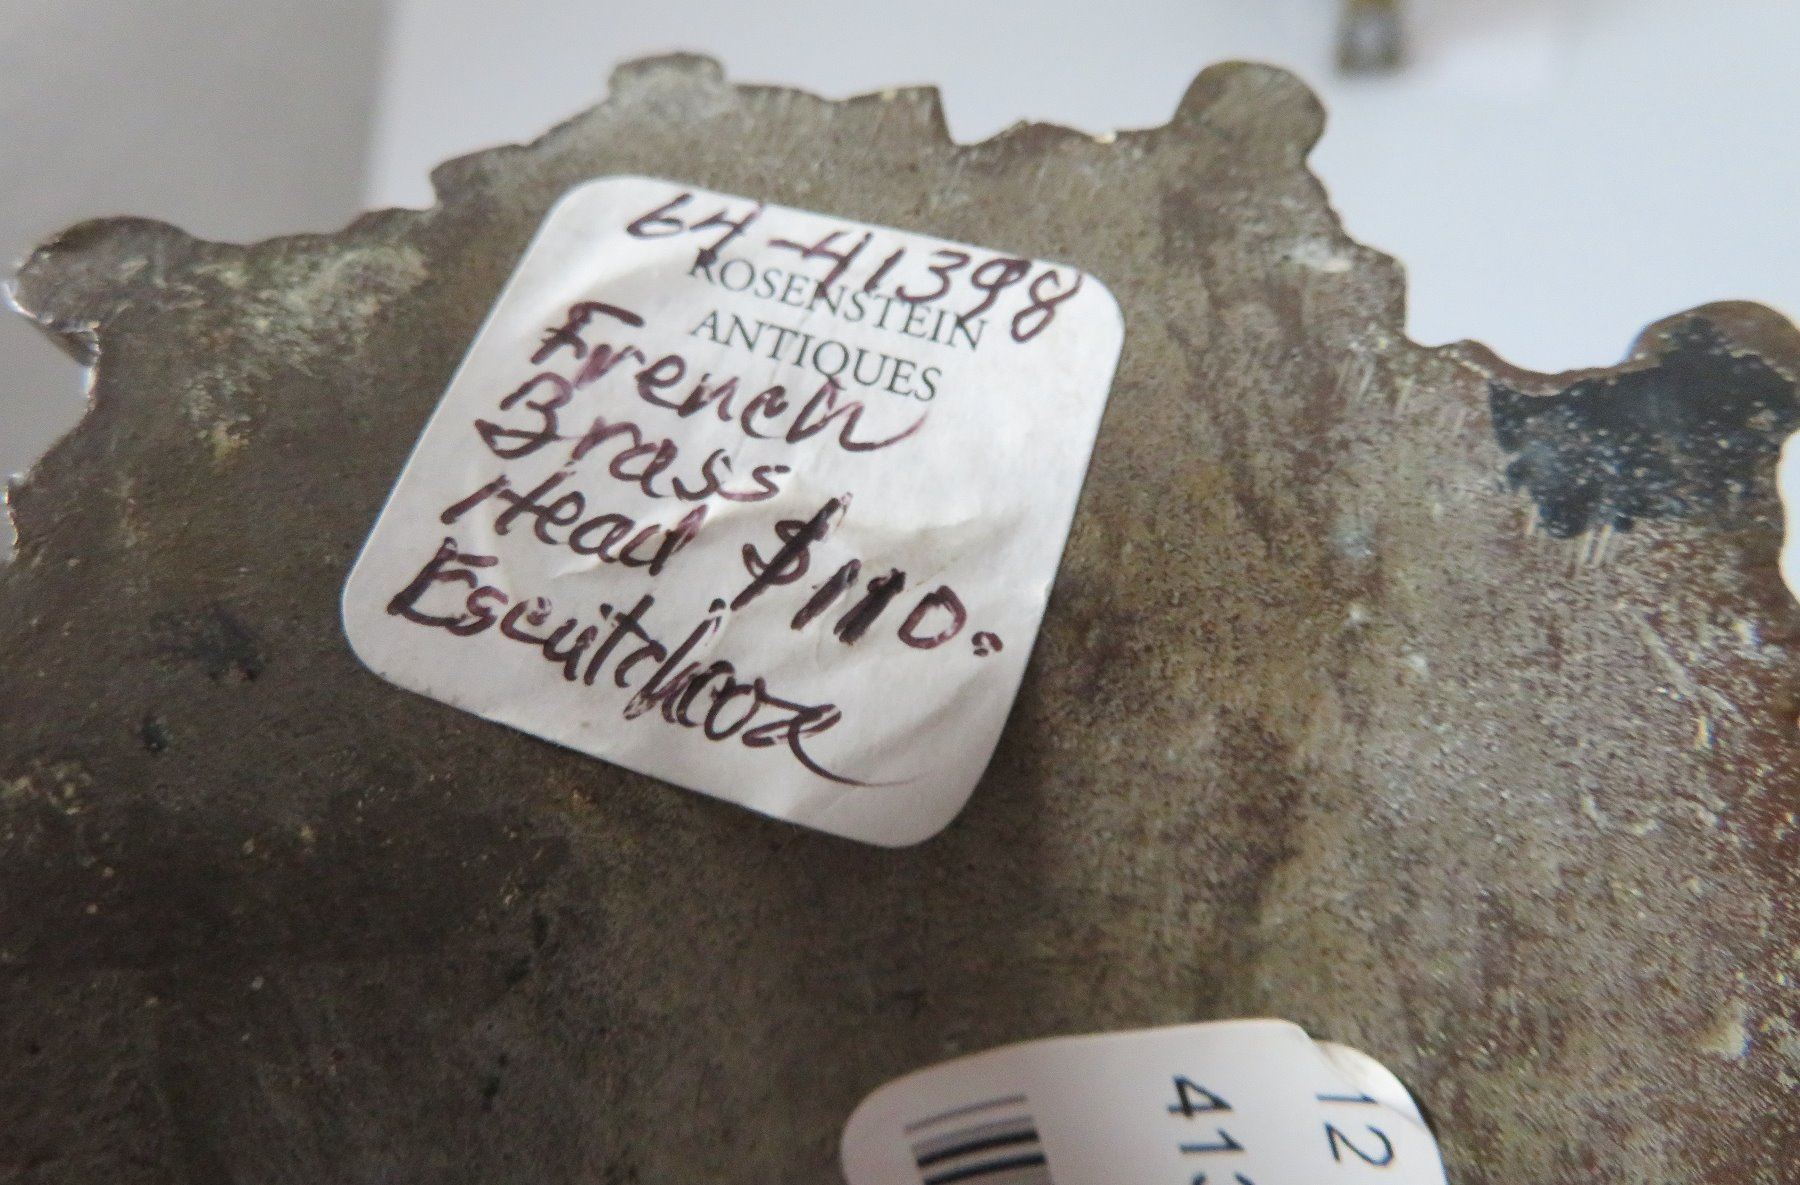 64-41398
ROSENSTEIN
ANTIQUES
French
Brass
Head $110.
Escutcheon
12
413